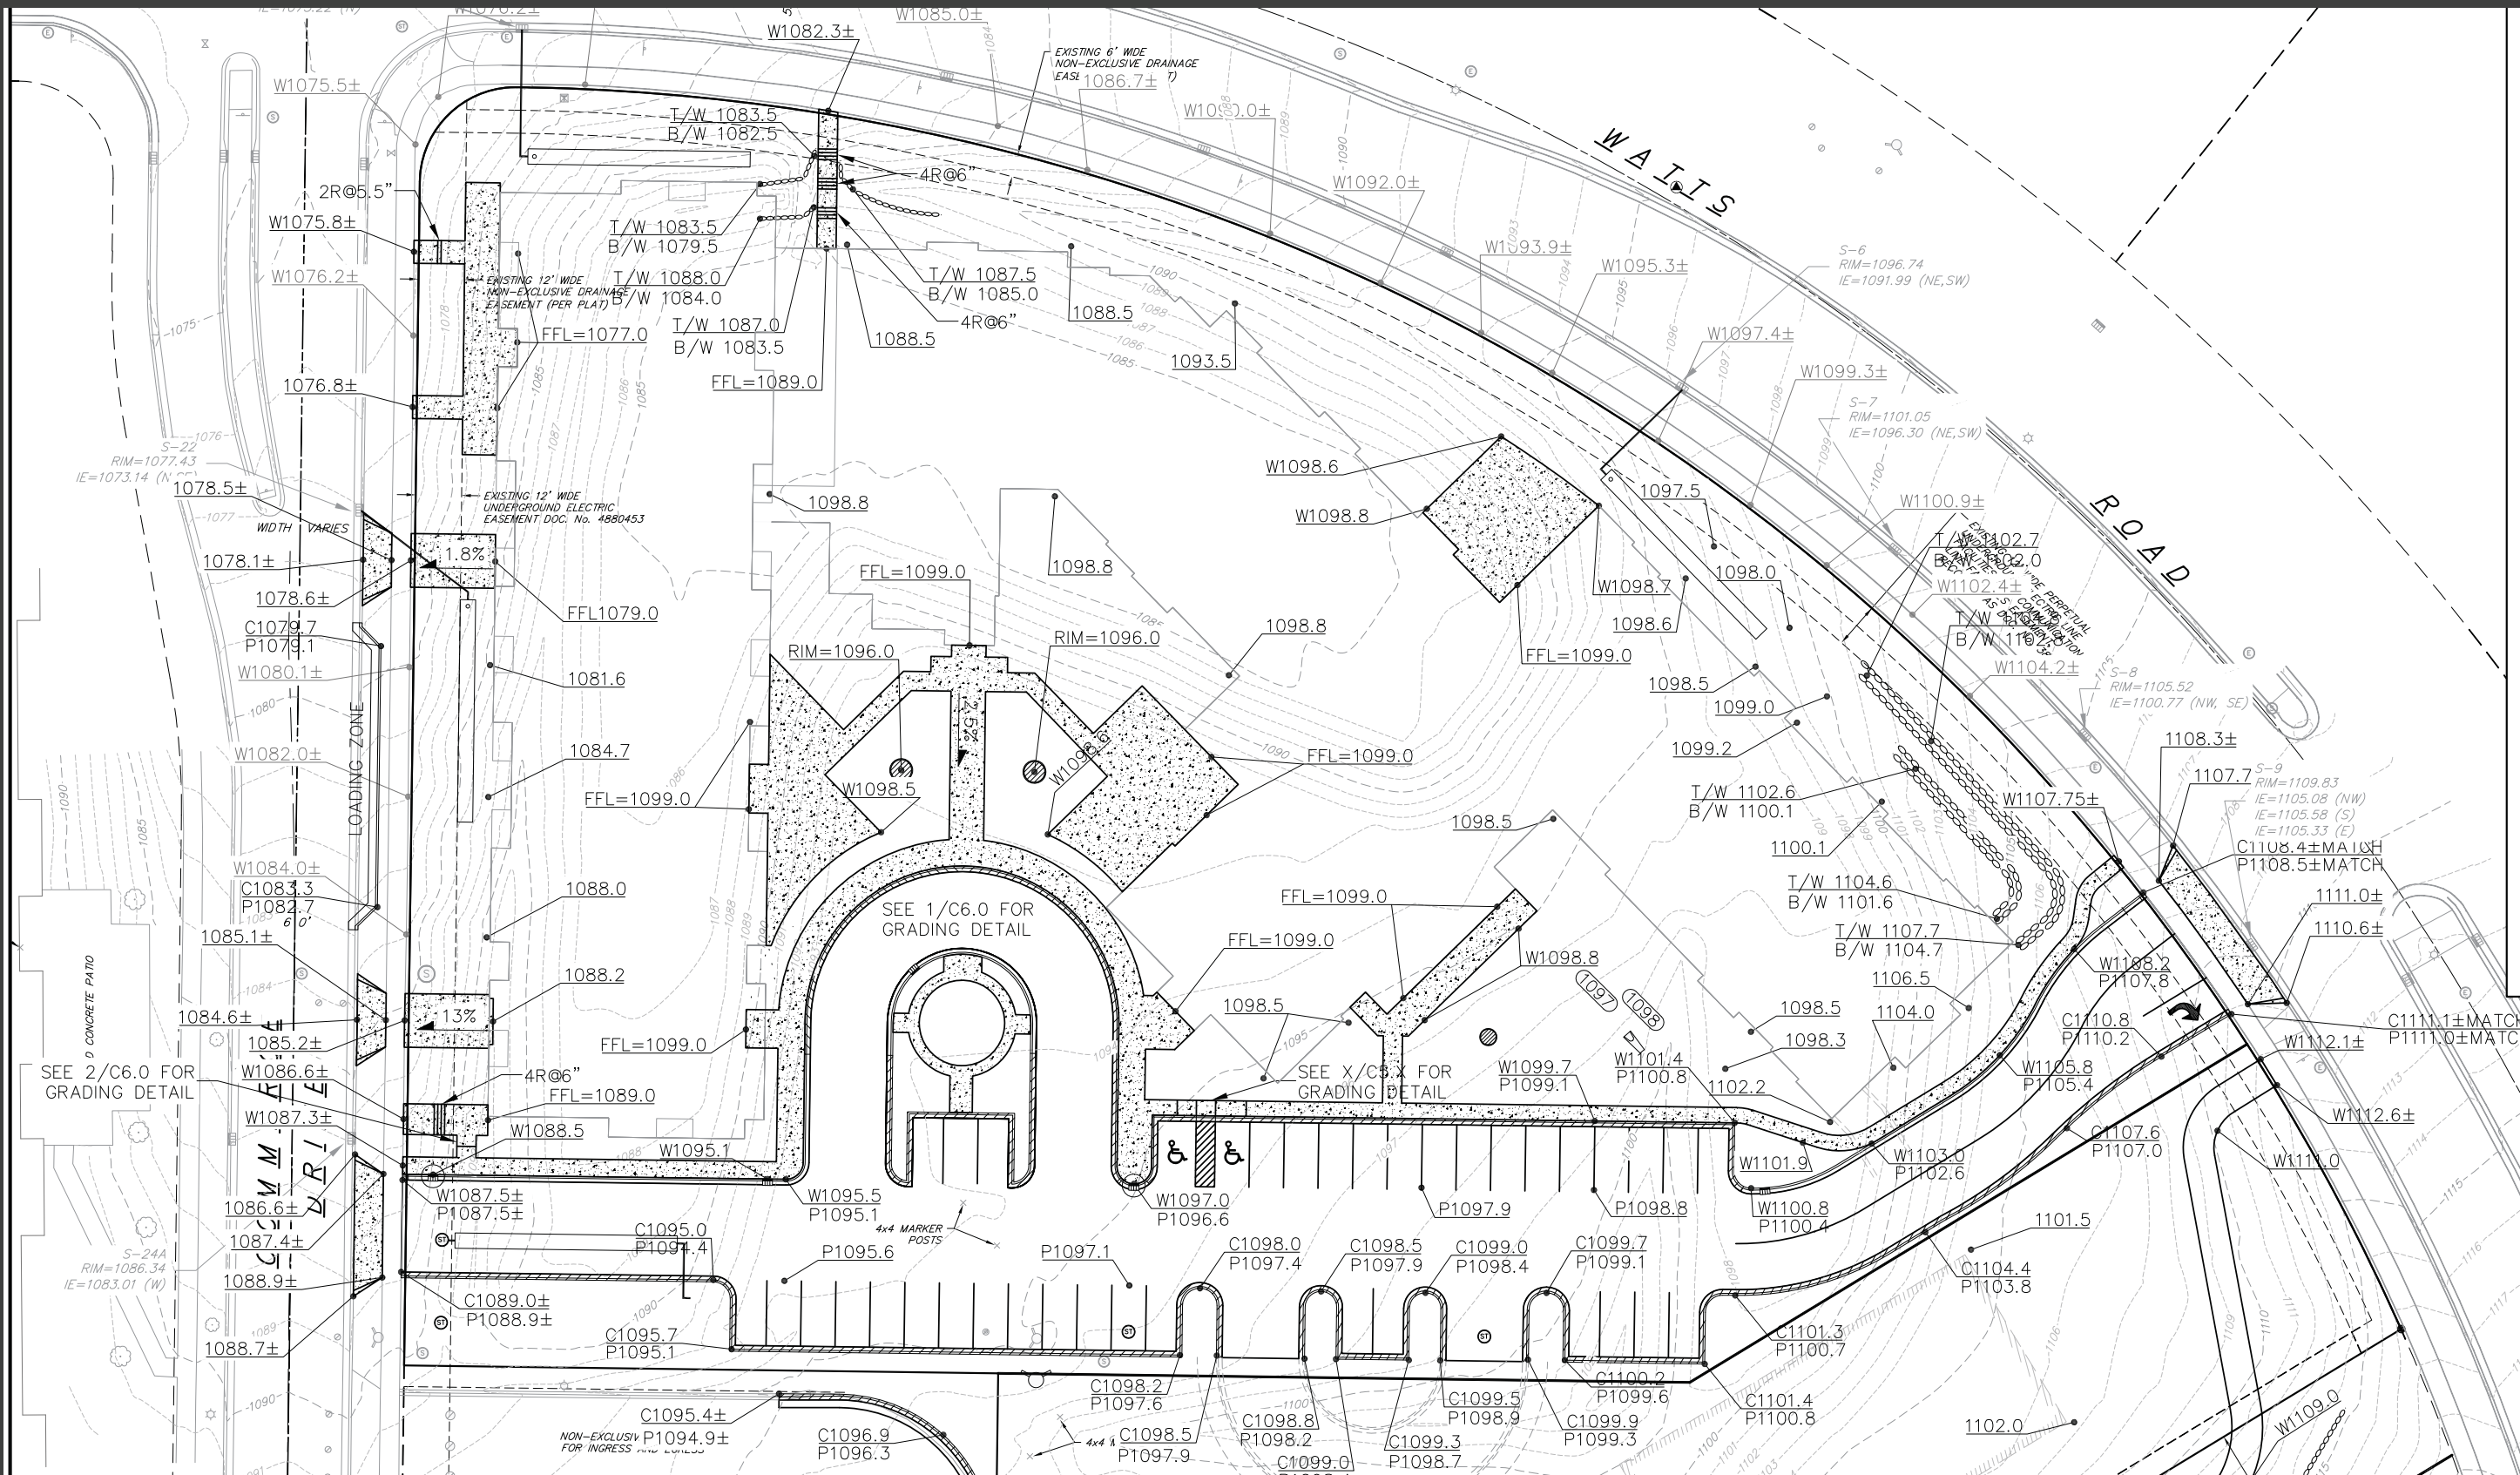 W1082.3±
W1085.0±
EXISTING 6' WIDE
NON-EXCLUSIVE DRAINAGE
1086.7±
W1075.5±
T/W 1083.5
B/W 1082.5
4R@6"
W1092.0±
WATTS
ROAD
2R@5.5"
W1075.8±
W1076.2±
EXISTING 12' WIDE
NON-EXCLUSIVE DRAINAGE
EASEMENT (PER PLAT)
T/W 1083.5
B/W 1079.5
T/W 1088.0
B/W 1084.0
T/W 1087.0
B/W 1083.5
T/W 1087.5
B/W 1085.0
4R@6"
1088.5
1088.5
FFL=1077.0
FFL=1089.0
1093.5
W1093.9±
W1095.3±
W1097.4±
W1099.3±
S-6
RIM=1096.74
IE=1091.99 (NE,SW)
S-7
RIM=1101.05
IE=1096.30 (NE,SW)
1076.8±
S-22
RIM=1077.43
1078.5±
WIDTH VARIES
EXISTING 12' WIDE
UNDERGROUND ELECTRIC
EASEMENT DOC. No. 4880453
1098.8
1098.8
W1098.6
W1098.8
1097.5
W1100.9±
1078.1±
1.8%
1078.6±
FFL1079.0
FFL=1099.0
W1098.7
1098.0
1098.6
W1102.4±
C1079.7
P1079.1
W1080.1±
1081.6
RIM=1096.0
RIM=1096.0
1098.8
FFL=1099.0
1098.5
1099.0
1099.2
W1104.2±
S-8
RIM=1105.52
IE=1100.77 (NW, SE)
LOADING ZONE
W1082.0±
1084.7
2.5%
FFL=1099.0
W1098.5
FFL=1099.0
T/W 1102.6
B/W 1100.1
1108.3±
1107.7
S-9
RIM=1109.83
IE=1105.08 (NW)
IE=1105.58 (S)
IE=1105.33 (E)
W1107.75±
C1108.4±MATCH
P1108.5±MATCH
W1084.0±
C1083.3
P1082.7
1088.0
1098.5
1100.1
T/W 1104.6
B/W 1101.6
T/W 1107.7
B/W 1104.7
1111.0±
1110.6±
SEE 1/C6.0 FOR
GRADING DETAIL
FFL=1099.0
FFL=1099.0
W1098.8
1085.1±
1084.6±
13%
1088.2
1085.2±
FFL=1099.0
1098.5
1097
1098
1098.5
1098.3
1106.5
1104.0
W1108.2
P1107.8
C1110.8
P1110.2
C1111.1±MATCH
P1111.0±MATCH
W1112.1±
SEE 2/C6.0 FOR
GRADING DETAIL
W1086.6±
4R@6"
FFL=1089.0
W1087.3±
W1088.5
SEE X/C8.X FOR
GRADING DETAIL
W1099.7
P1099.1
W1101.4
P1100.8
1102.2
W1105.8
P1105.4
W1112.6±
W1095.1
W1101.9
W1103.0
P1102.6
C1107.6
P1107.0
W1111.0
W1087.5±
P1087.5±
W1095.5
P1095.1
W1097.0
P1096.6
P1097.9
P1098.8
W1100.8
P1100.4
1086.6±
1087.4±
1088.9±
1088.7±
S-24A
RIM=1086.34
IE=1083.01 (W)
C1095.0
P1094.4
4x4 MARKER
POSTS
P1095.6
P1097.1
C1098.0
P1097.4
C1098.5
P1097.9
C1099.0
P1098.4
C1099.7
P1099.1
1101.5
C1104.4
P1103.8
C1089.0±
P1088.9±
C1095.7
P1095.1
C1101.3
P1100.7
C1098.2
P1097.6
C1100.2
P1099.6
C1099.5
P1098.9
C1101.4
P1100.8
C1095.4±
P1094.9±
C1096.9
P1096.3
C1098.5
P1097.9
C1098.8
P1098.2
C1099.0
C1099.3
P1098.7
C1099.9
P1099.3
1102.0
W1109.0